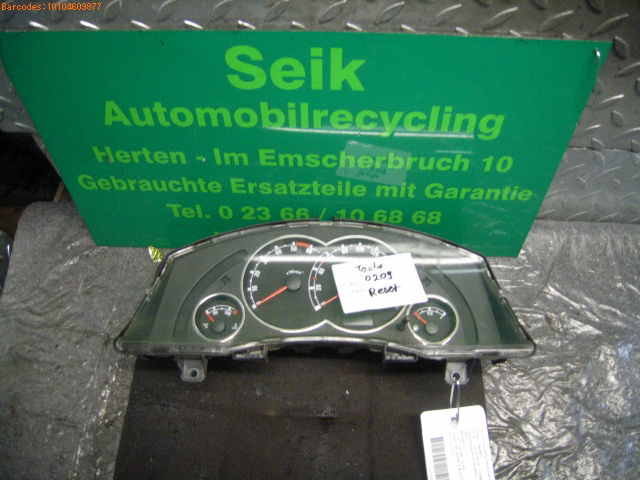 Barcodes: 10104609877
Seik
Automobilrecycling
Herten - Im Emscherbruch 10
Gebrauchte Ersatzteile mit Garantie
Tel. 0 23 66 / 10 68 68
Tacho
0209
Reset